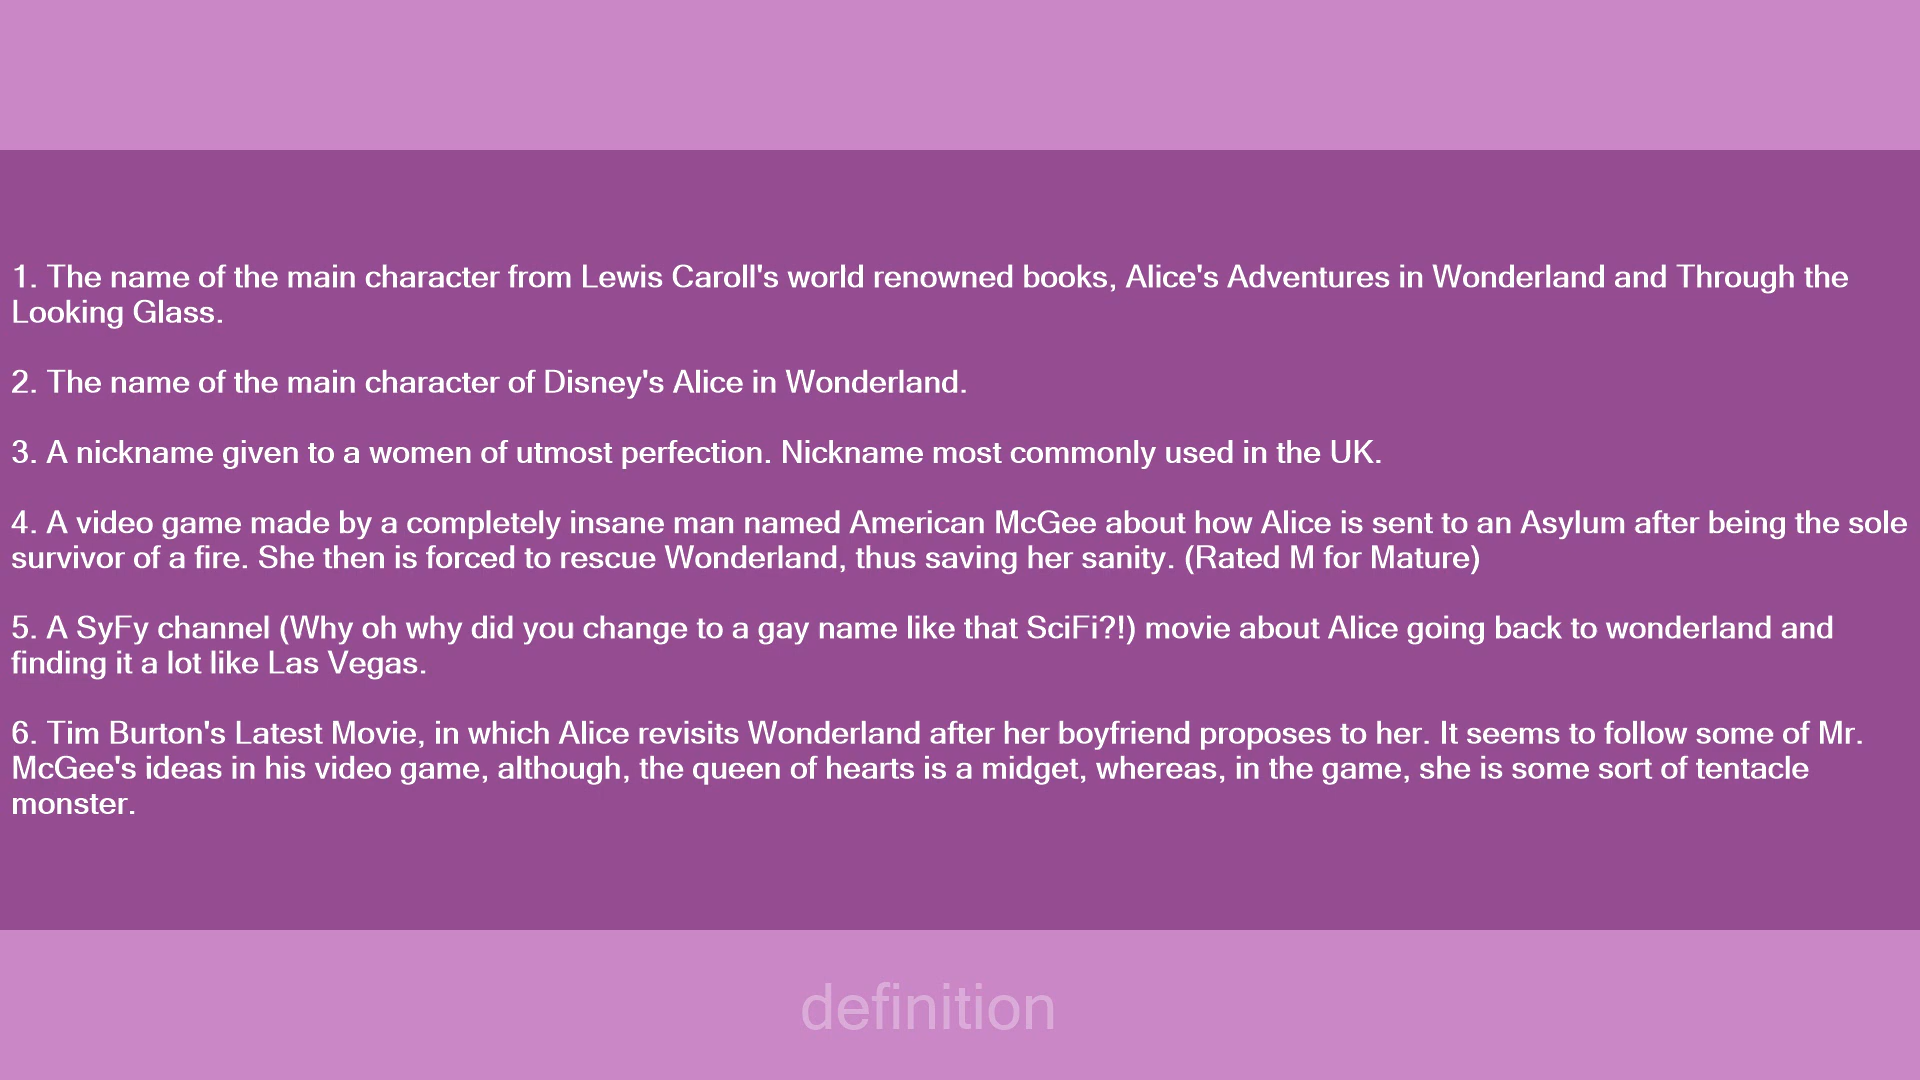 1. The name of the main character from Lewis Caroll's world renowned books, Alice's Adventures in Wonderland and Through the
Looking Glass.
2. The name of the main character of Disney's Alice in Wonderland.
3. A nickname given to a women of utmost perfection. Nickname most commonly used in the UK.
4. A video game made by a completely insane man named American McGee about how Alice is sent to an Asylum after being the sole
survivor of a fire. She then is forced to rescue Wonderland, thus saving her sanity. (Rated M for Mature)
5. A SyFy channel (Why oh why did you change to a gay name like that SciFi?!) movie about Alice going back to wonderland and
finding it a lot like Las Vegas.
6. Tim Burton's Latest Movie, in which Alice revisits Wonderland after her boyfriend proposes to her. It seems to follow some of Mr.
McGee's ideas in his video game, although, the queen of hearts is a midget, whereas, in the game, she is some sort of tentacle
monster.
definition